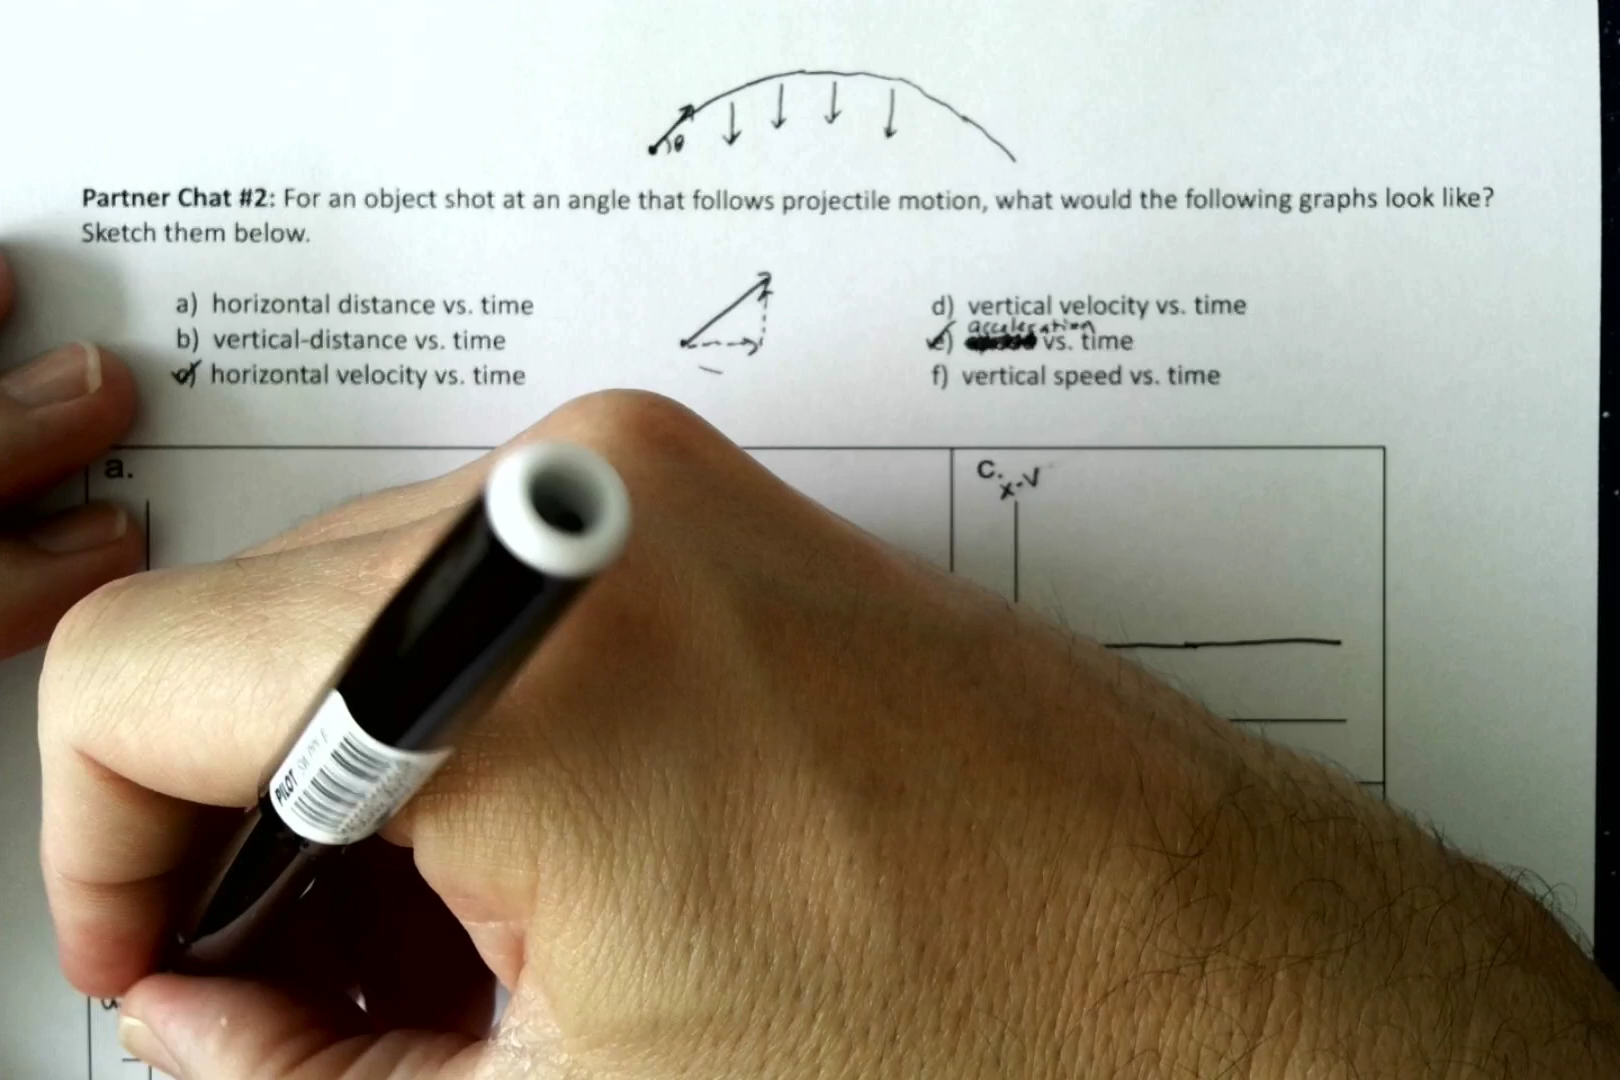 θ
Partner Chat #2: For an object shot at an angle that follows projectile motion, what would the following graphs look like?
Sketch them below.
a) horizontal distance vs. time
b) vertical-distance vs. time
horizontal velocity vs. time
d) vertical velocity vs. time
acceleration
e) vs. time
f) vertical speed vs. time
a.
c.
x-v
PILOT